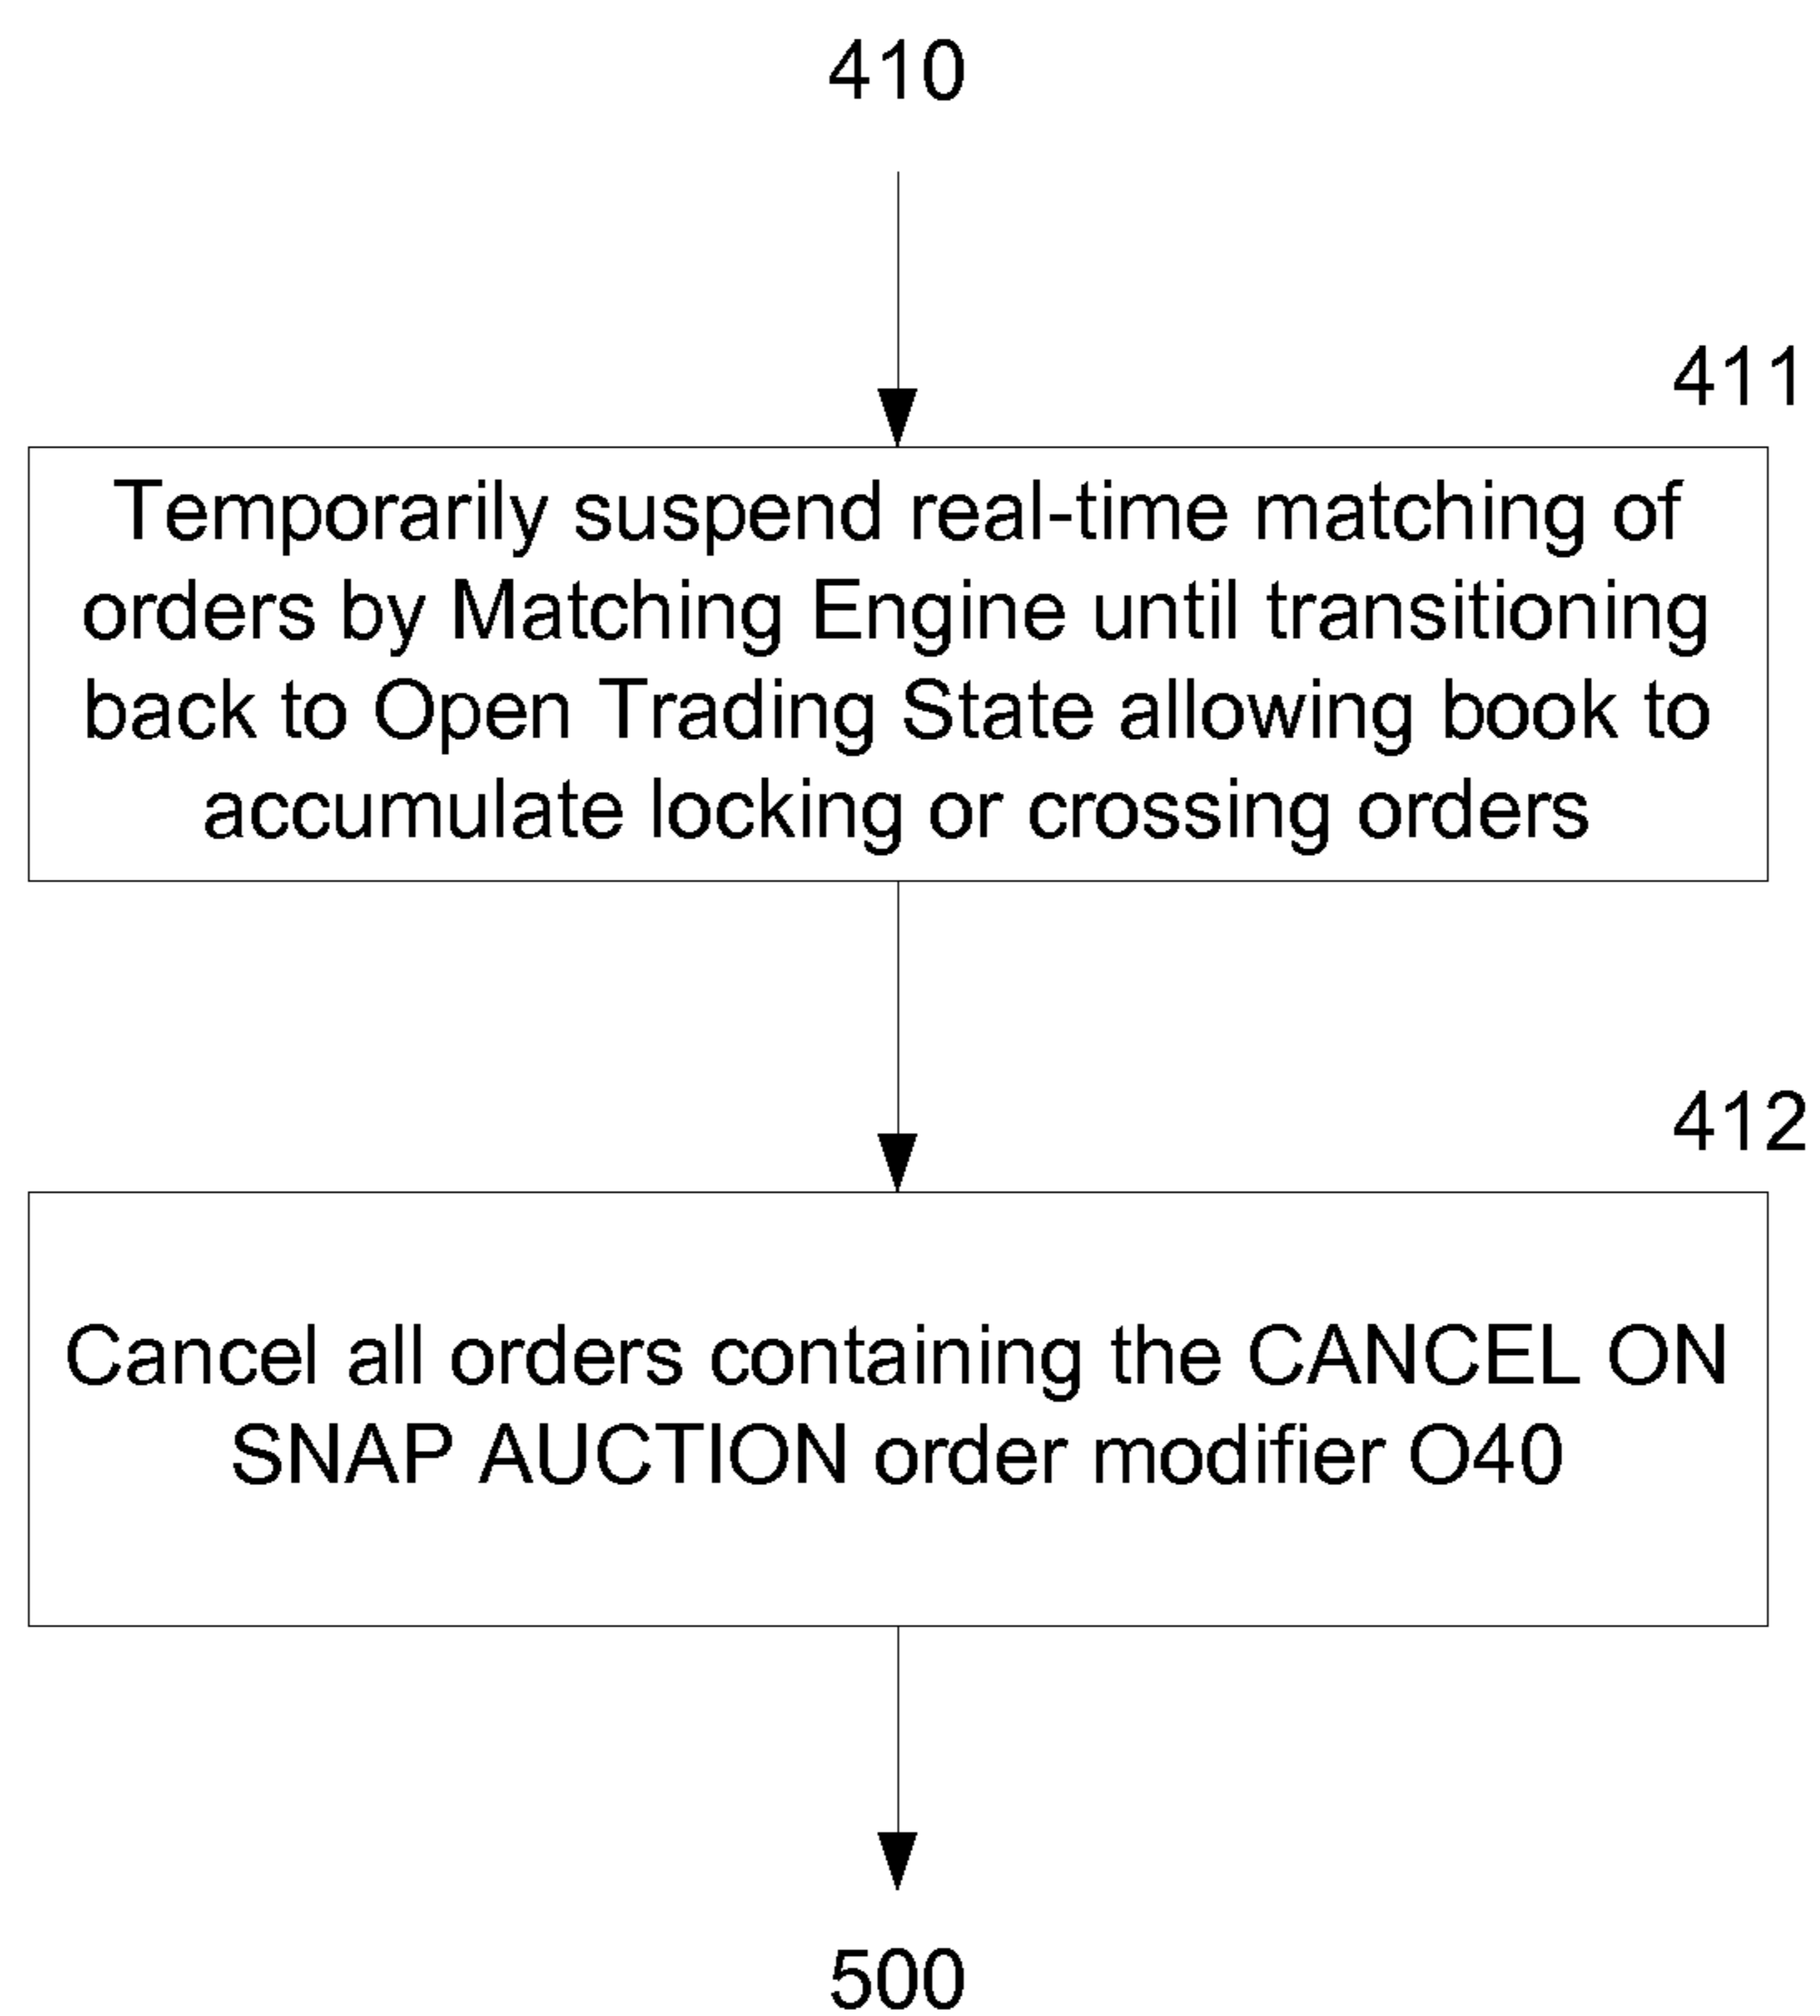 410
411
Temporarily suspend real-time matching of
orders by Matching Engine until transitioning
back to Open Trading State allowing book to
accumulate locking or crossing orders
412
Cancel all orders containing the CANCEL ON
SNAP AUCTION order modifier O40
500